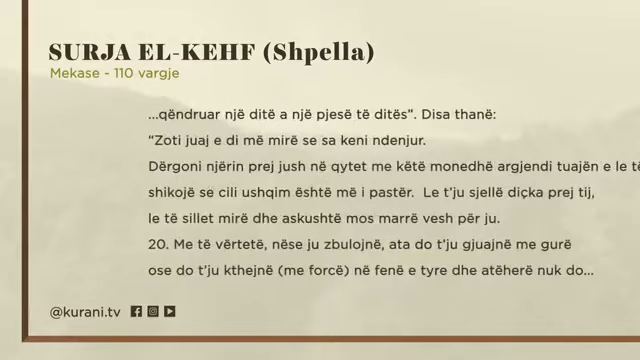 SURJA EL-KEHF (Shpella)
Mekase - 110 vargje
...qëndruar një ditë a një pjesë të ditës”. Disa thanë:
“Zoti juaj e di më mirë se sa keni ndenjur.
Dërgoni njërin prej jush në qytet me këtë monedhë argjendi tuajën e le të
shikojë se cili ushqim është më i pastër.  Le t’ju sjellë diçka prej tij,
le të sillet mirë dhe askushtë mos marrë vesh për ju.
20. Me të vërtetë, nëse ju zbulojnë, ata do t’ju gjuajnë me gurë
ose do t’ju kthejnë (me forcë) në fenë e tyre dhe atëherë nuk do...
@kurani.tv